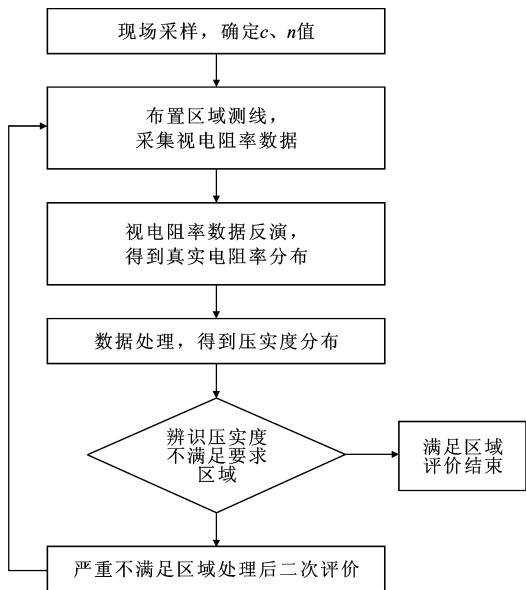 现场采样，确定c、n值
布置区域测线，
采集视电阻率数据
视电阻率数据反演，
得到真实电阻率分布
数据处理，得到压实度分布
辨识压实度
不满足要求
区域
满足区域
评价结束
严重不满足区域处理后二次评价